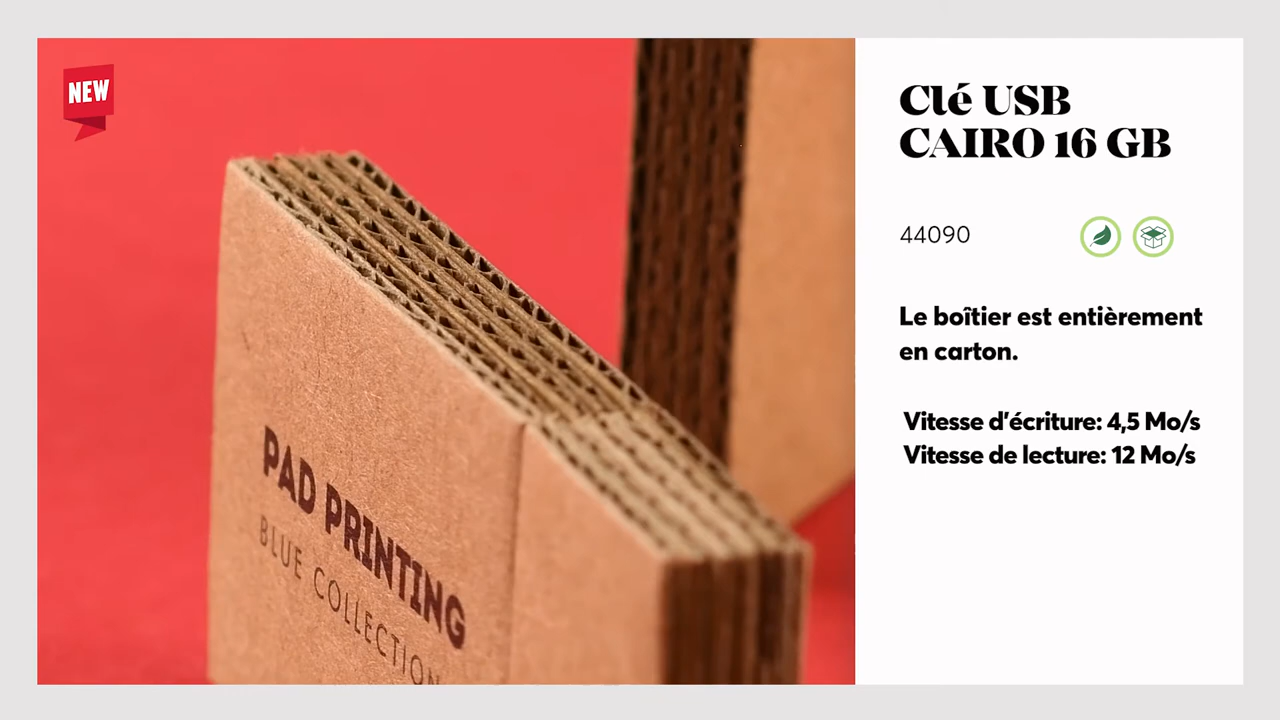 NEW
PAD PRINTING
BLUE COLLECTION
Clé USB
CAIRO 16 GB
44090
Le boîtier est entièrement
en carton.
Vitesse d'écriture: 4,5 Mo/s
Vitesse de lecture: 12 Mo/s